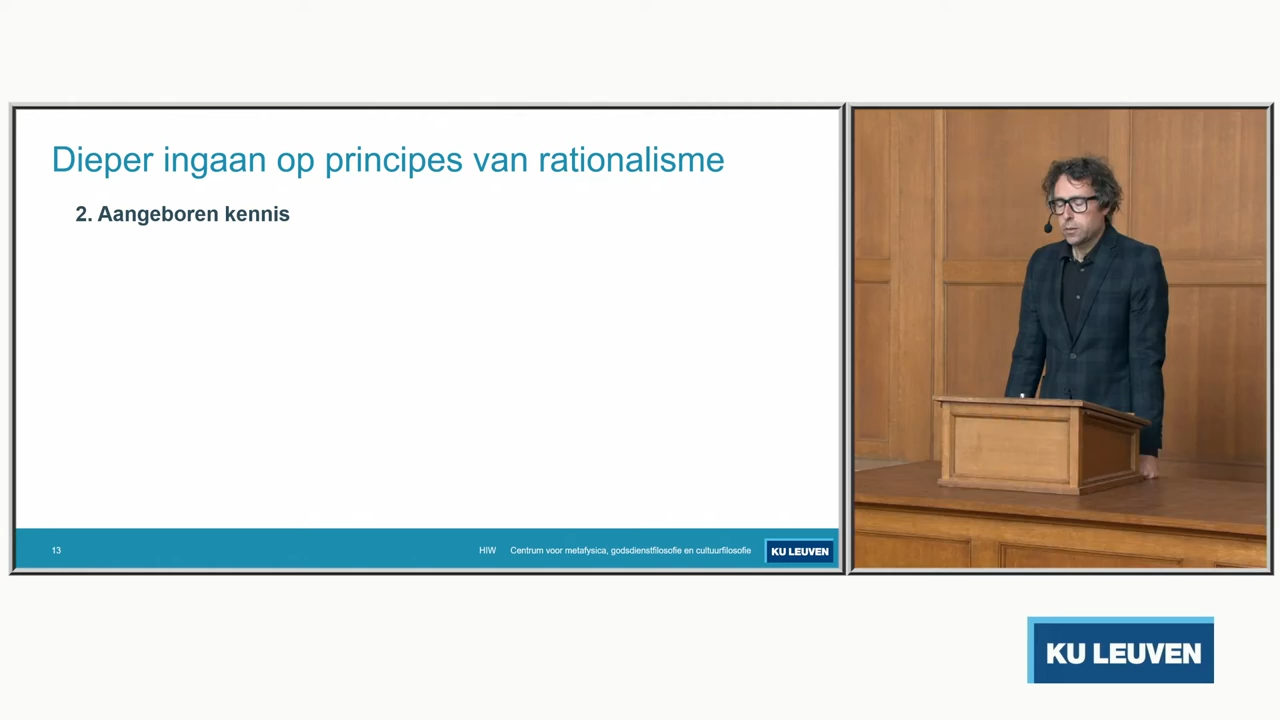 Dieper ingaan op principes van rationalisme
2. Aangeboren kennis
13
HIW Centrum voor metafysica, godsdienstfilosofie en cultuurfilosofie
KU LEUVEN
KU LEUVEN